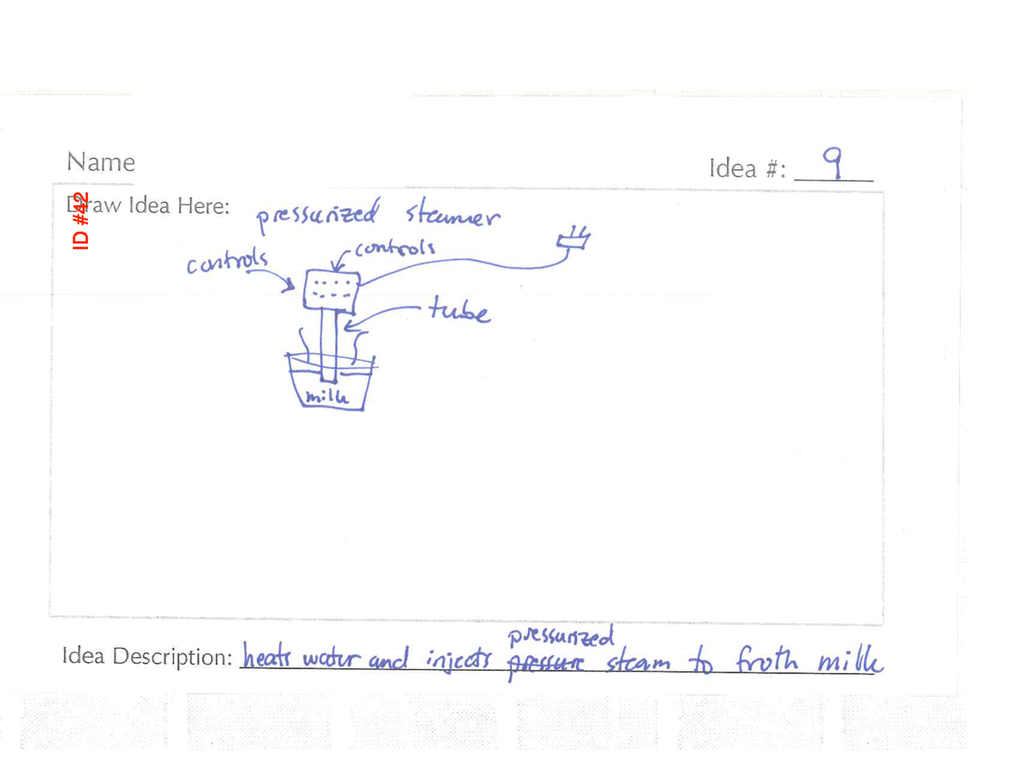 Name
Idea #: 9
ID #42
Draw Idea Here:
pressurized steamer
controls
controls
tube
milk
pressurized
Idea Description: heats water and injects pressure steam to froth milk